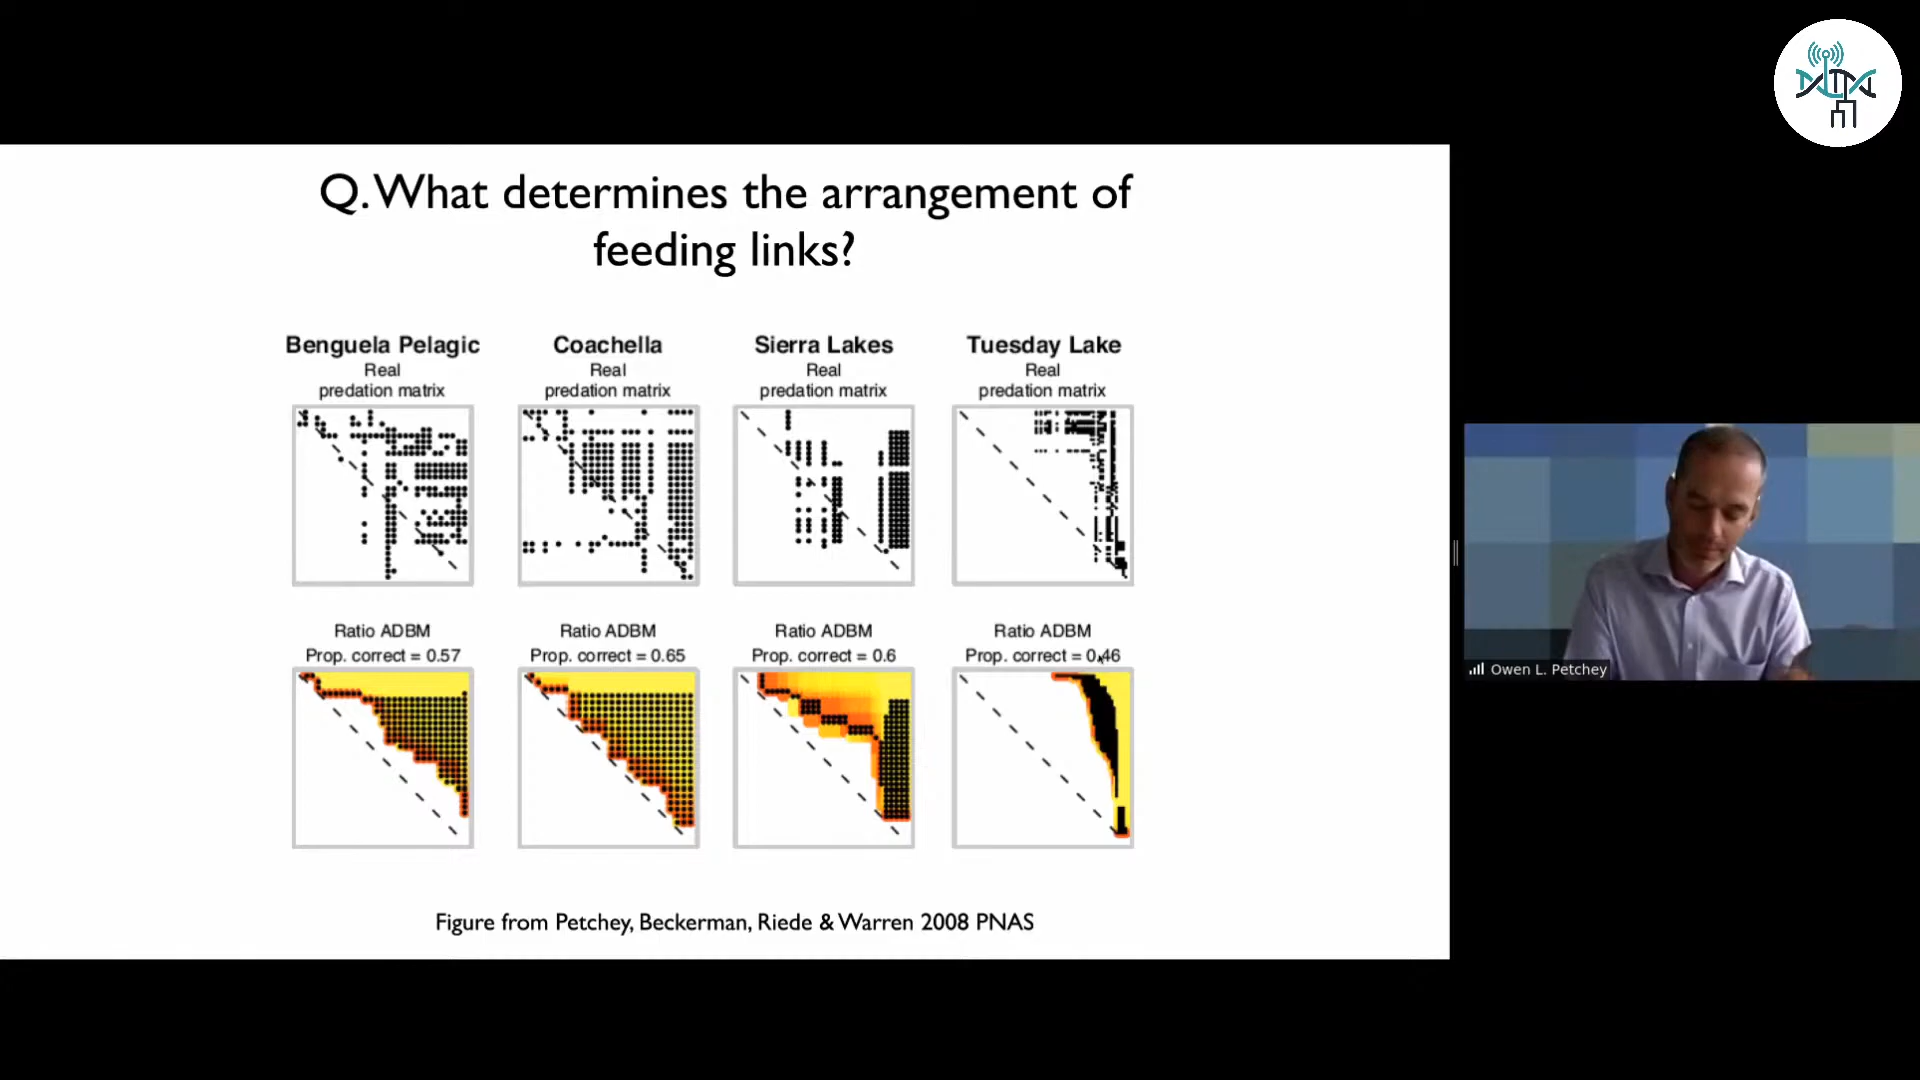 Q. What determines the arrangement of
feeding links?
Benguela Pelagic
Real
predation matrix
Coachella
Real
predation matrix
Sierra Lakes
Real
predation matrix
Tuesday Lake
Real
predation matrix
Ratio ADBM
Prop. correct = 0.57
Ratio ADBM
Prop. correct = 0.65
Ratio ADBM
Prop. correct = 0.6
Ratio ADBM
Prop. correct = 0.46
Figure from Petchey, Beckerman, Riede & Warren 2008 PNAS
Owen L. Petchey